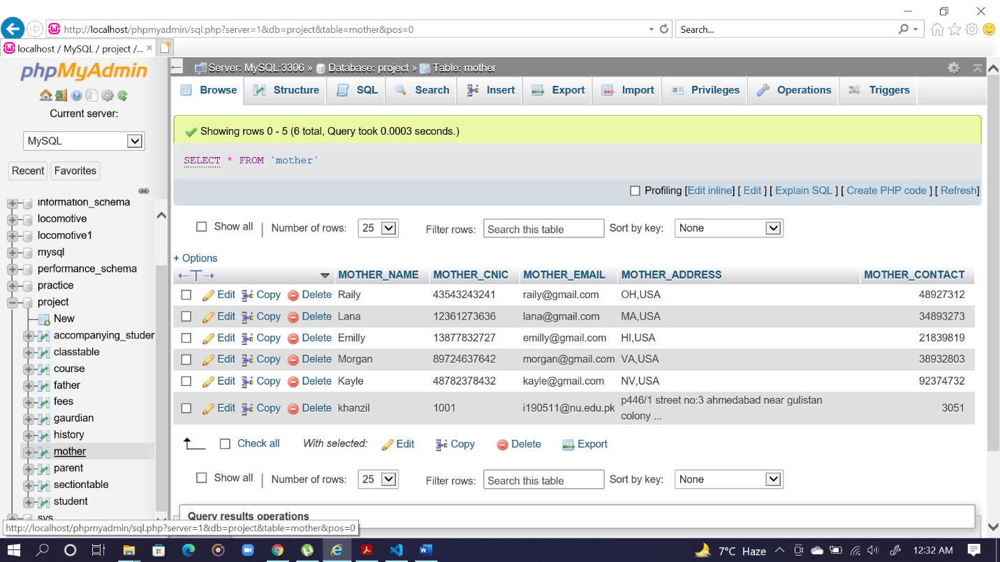 http://localhost/phpmyadmin/sql.php?server=1&db=project&table=mother&pos=0
Search...
localhost / MySQL / project /...
phpMyAdmin
Current server:
MySQL
Recent
Favorites
information_schema
locomotive
locomotive1
mysql
performance_schema
practice
project
New
accompanying_studer
classtable
course
father
fees
gaurdian
history
mother
parent
sectiontable
student
sys
http://localhost/phpmyadmin/sql.php?server=1&db=project&table=mother&pos=0
Server: MySQL:3306 » Database: project » Table: mother
Browse Structure SQL Search Insert Export Import Privileges Operations Triggers
Showing rows 0 - 5 (6 total, Query took 0.0003 seconds.)
SELECT * FROM `mother`
Profiling [Edit inline] [ Edit ] [ Explain SQL ] [ Create PHP code ] [ Refresh]
Show all | Number of rows: 25 Filter rows: Search this table Sort by key: None
+ Options
←T→ MOTHER_NAME MOTHER_CNIC MOTHER_EMAIL MOTHER_ADDRESS MOTHER_CONTACT
Edit Copy Delete Raily 43543243241 raily@gmail.com OH,USA 48927312
Edit Copy Delete Lana 12361273636 lana@gmail.com MA,USA 34893273
Edit Copy Delete Emilly 13877832727 emilly@gmail.com HI,USA 21839819
Edit Copy Delete Morgan 89724637642 morgan@gmail.com VA,USA 38932803
Edit Copy Delete Kayle 48782378432 kayle@gmail.com NV,USA 92374732
Edit Copy Delete khanzil 1001 i190511@nu.edu.pk p446/1 street no:3 ahmedabad near gulistan 3051
colony ...
Check all With selected: Edit Copy Delete Export
Show all | Number of rows: 25 Filter rows: Search this table Sort by key: None
Query results operations
7°C Haze 12:32 AM